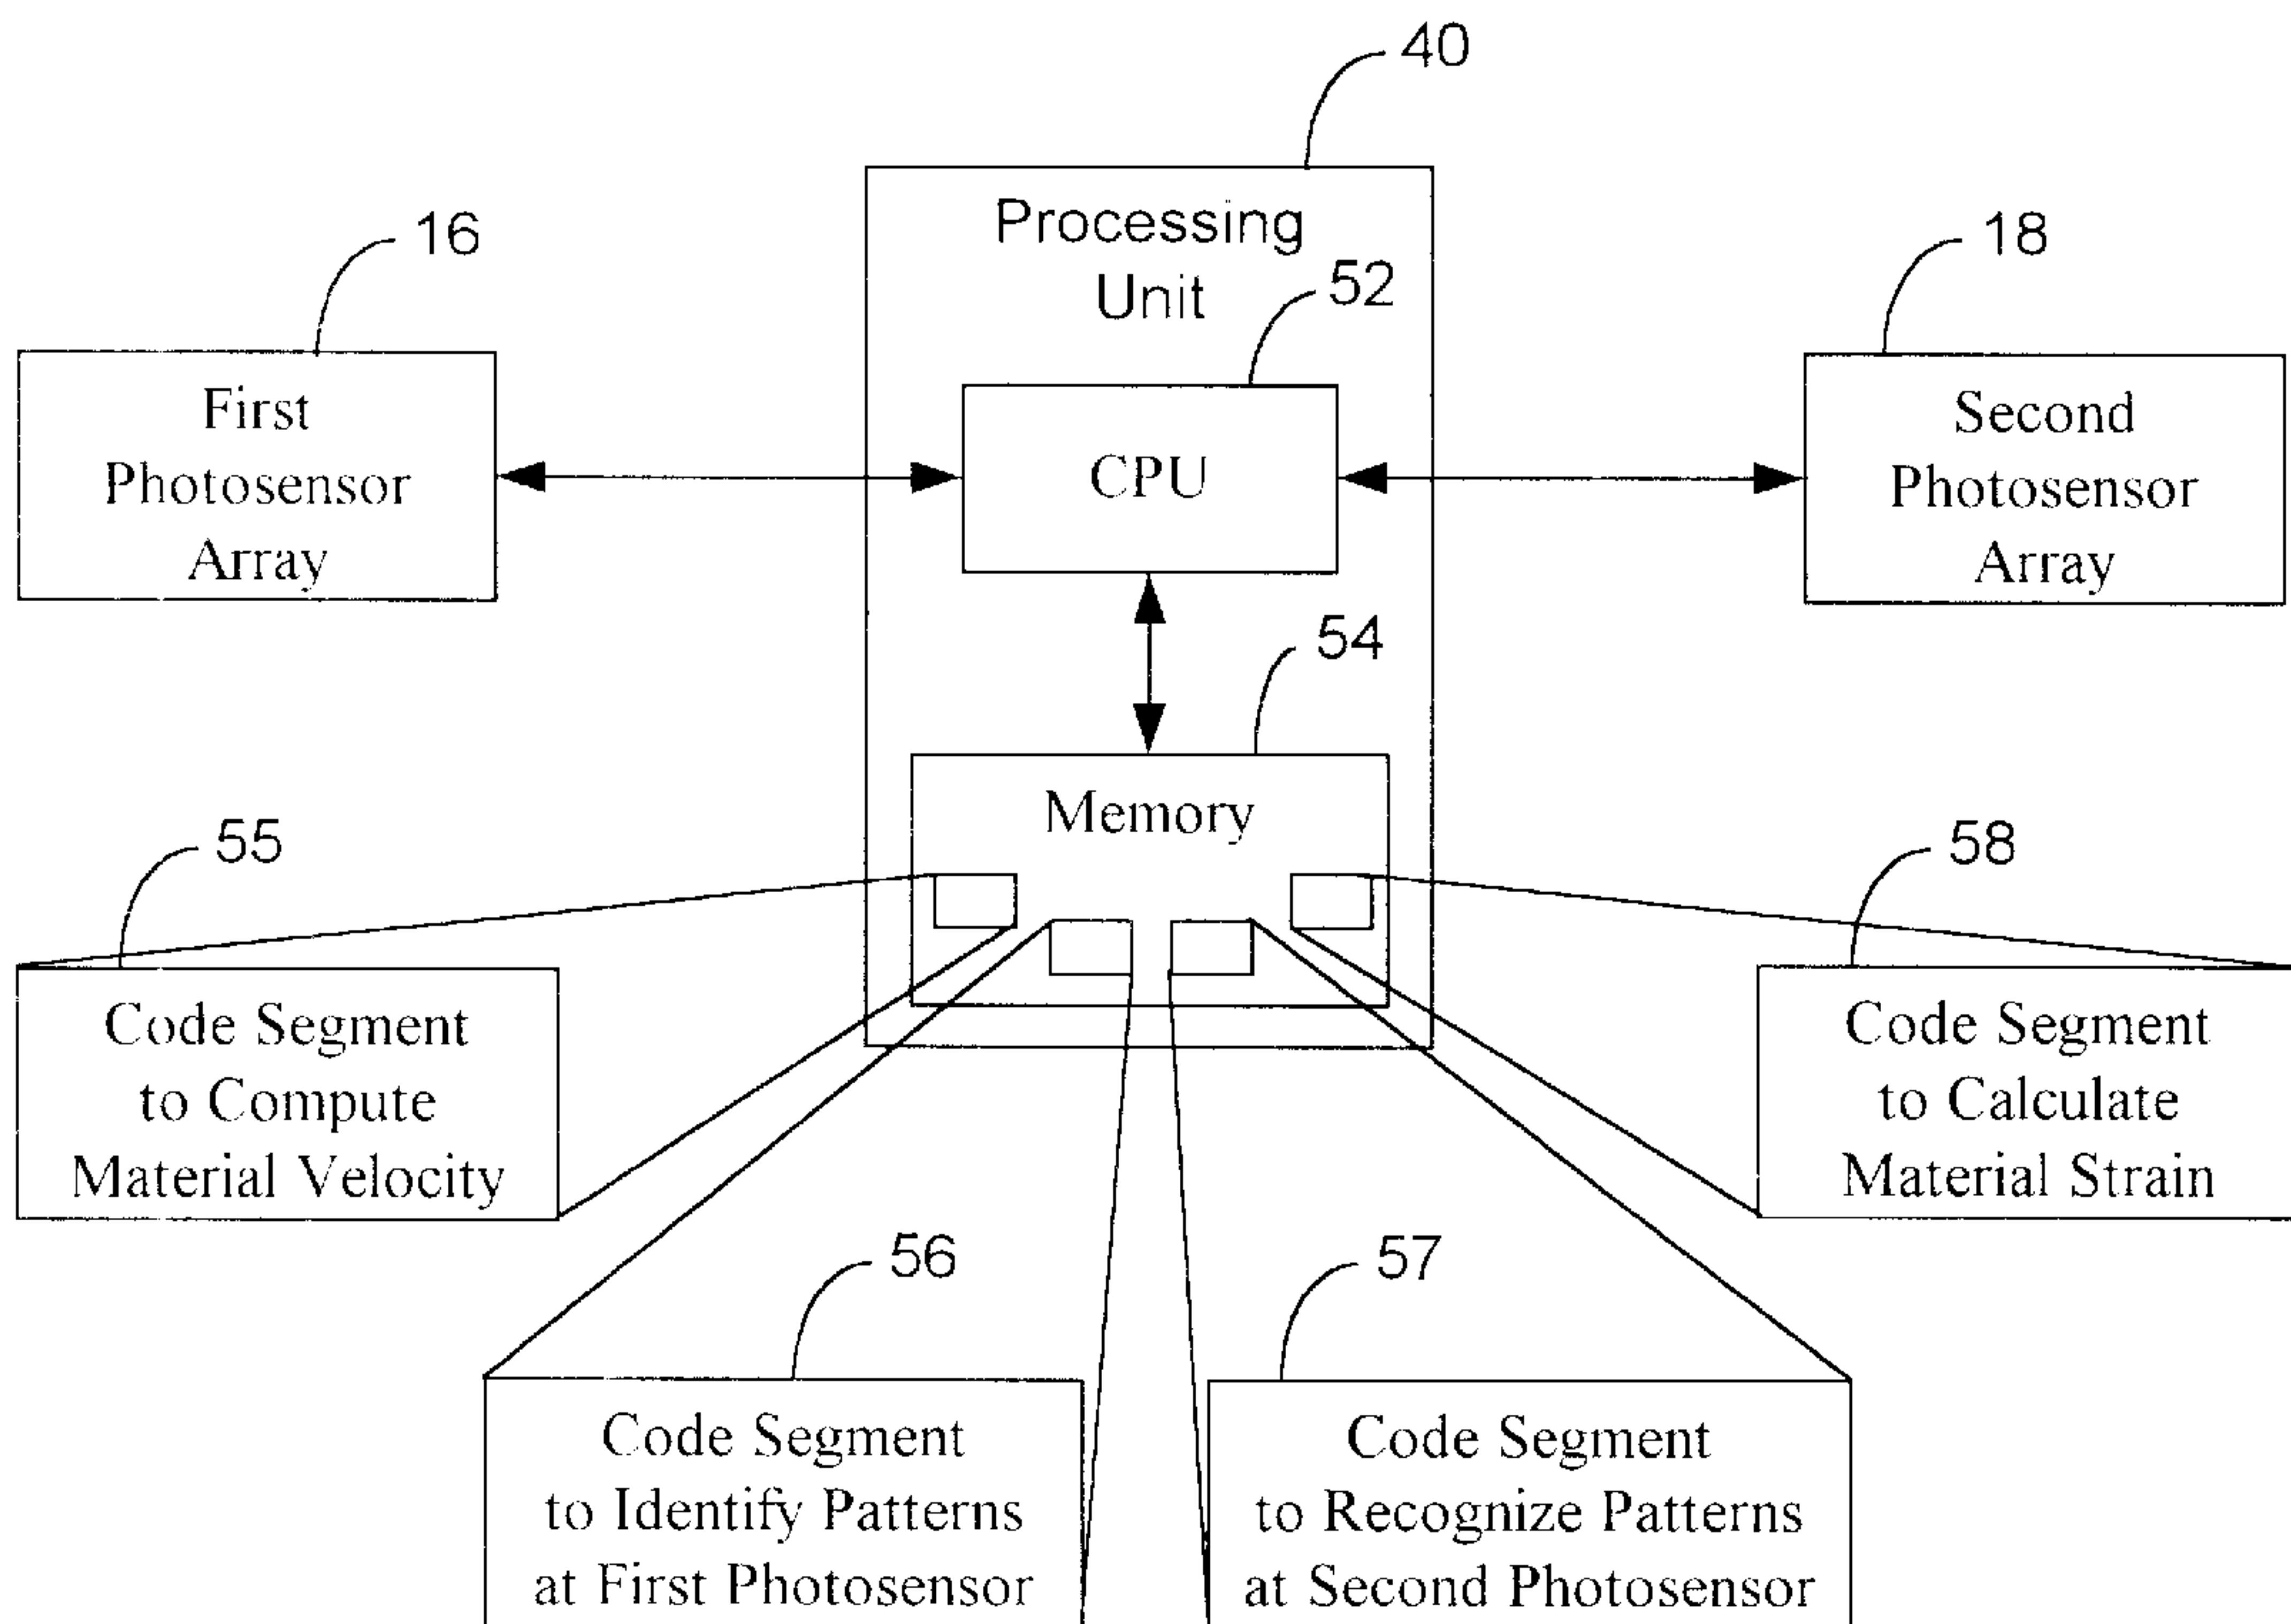 40
Processing
Unit
16
18
52
First
Photosensor
Array
CPU
Second
Photosensor
Array
54
Memory
55
58
Code Segment
to Compute
Material Velocity
Code Segment
to Calculate
Material Strain
56
57
Code Segment
to Identify Patterns
at First Photosensor
Code Segment
to Recognize Patterns
at Second Photosensor